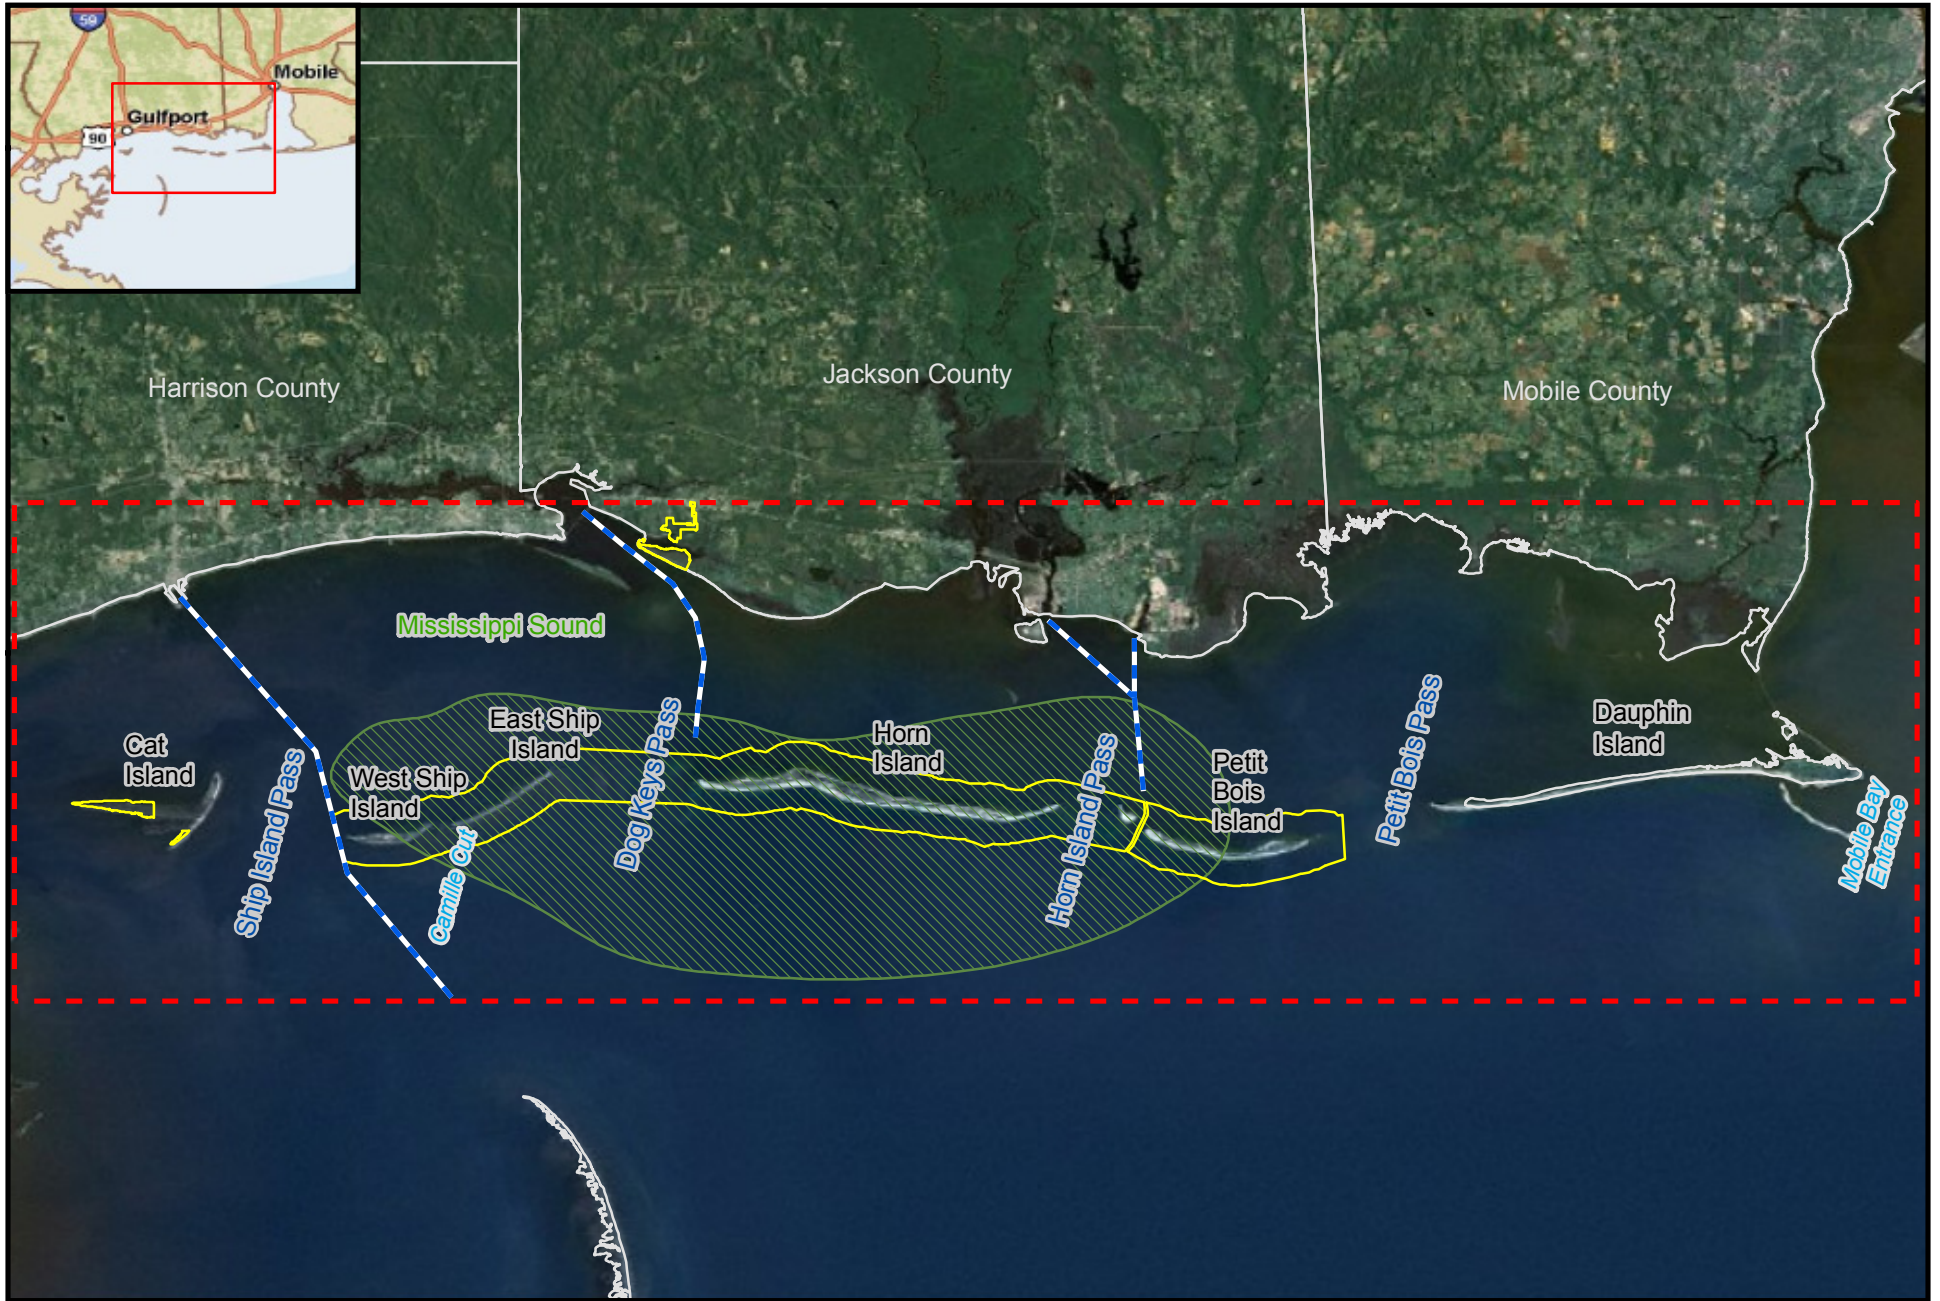 59
Mobile
Gulfport
90
Harrison County
Jackson County
Mobile County
Mississippi Sound
Cat
Island
Ship Island Pass
West Ship
Island
East Ship
Island
Camille Cut
Dog Keys Pass
Horn
Island
Horn Island Pass
Petit
Bois
Island
Petit Bois Pass
Dauphin
Island
Mobile Bay
Entrance